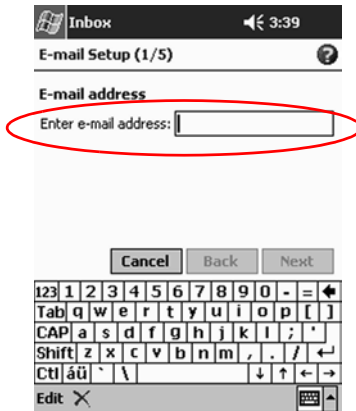 Inbox 3:39
E-mail Setup (1/5)
E-mail address
Enter e-mail address:
Cancel Back Next
123 1 2 3 4 5 6 7 8 9 0 - =
Tab q w e r t y u i o p [ ]
CAP a s d f g h j k l ; '
Shift z x c v b n m , . /
Ctl áü ` \
Edit